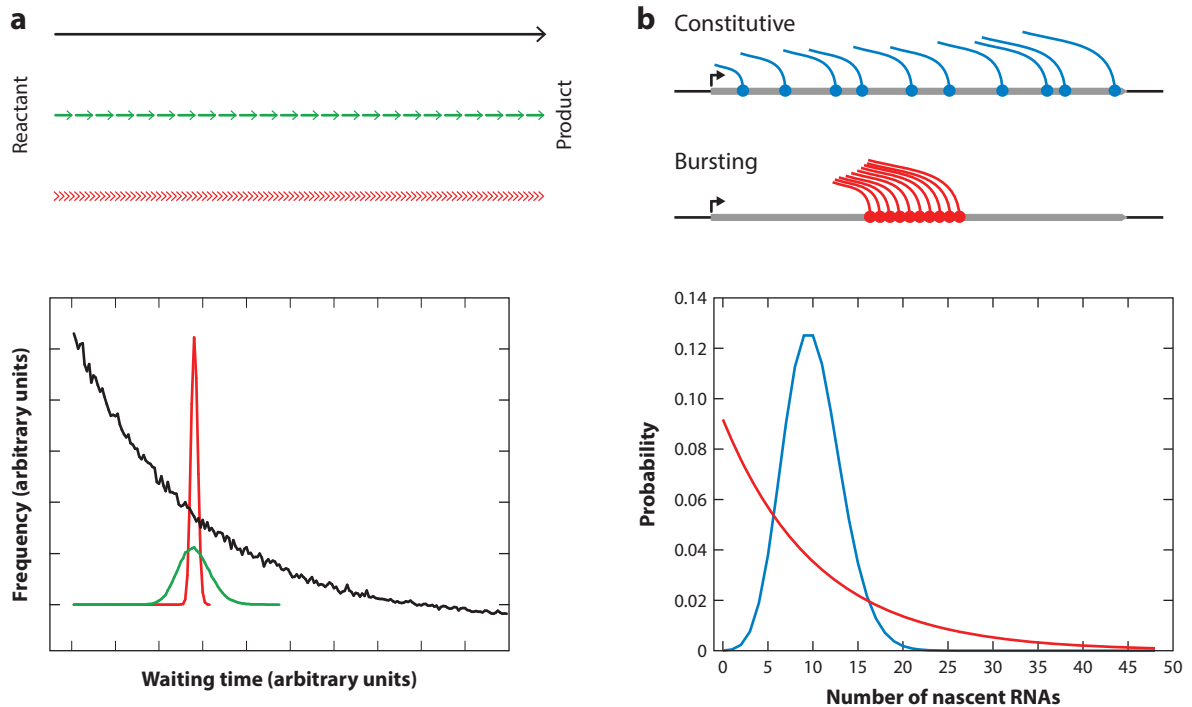 a
Reactant
Product
Frequency (arbitrary units)
Waiting time (arbitrary units)
b
Constitutive
Bursting
Probability
0.14
0.12
0.10
0.08
0.06
0.04
0.02
0
0 5 10 15 20 25 30 35 40 45 50
Number of nascent RNAs